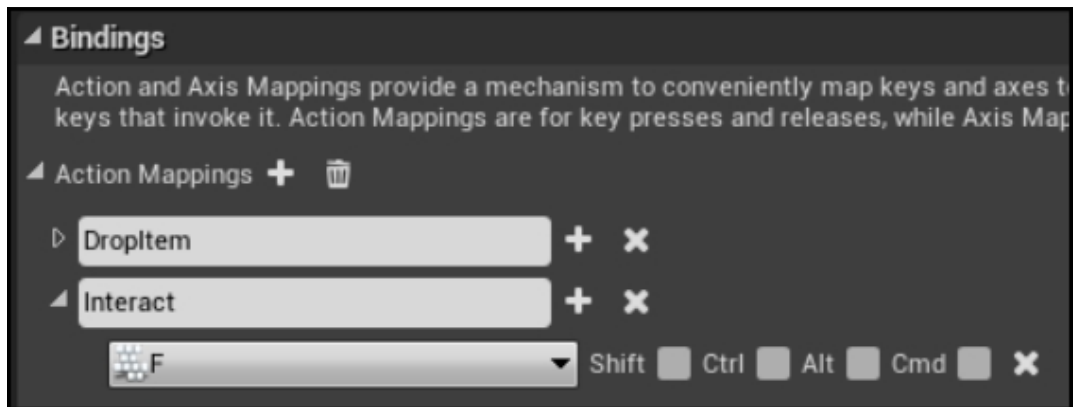 Bindings
Action and Axis Mappings provide a mechanism to conveniently map keys and axes
keys that invoke it. Action Mappings are for key presses and releases, while Axis
Action Mappings
DropItem
Interact
F Shift Ctrl Alt Cmd